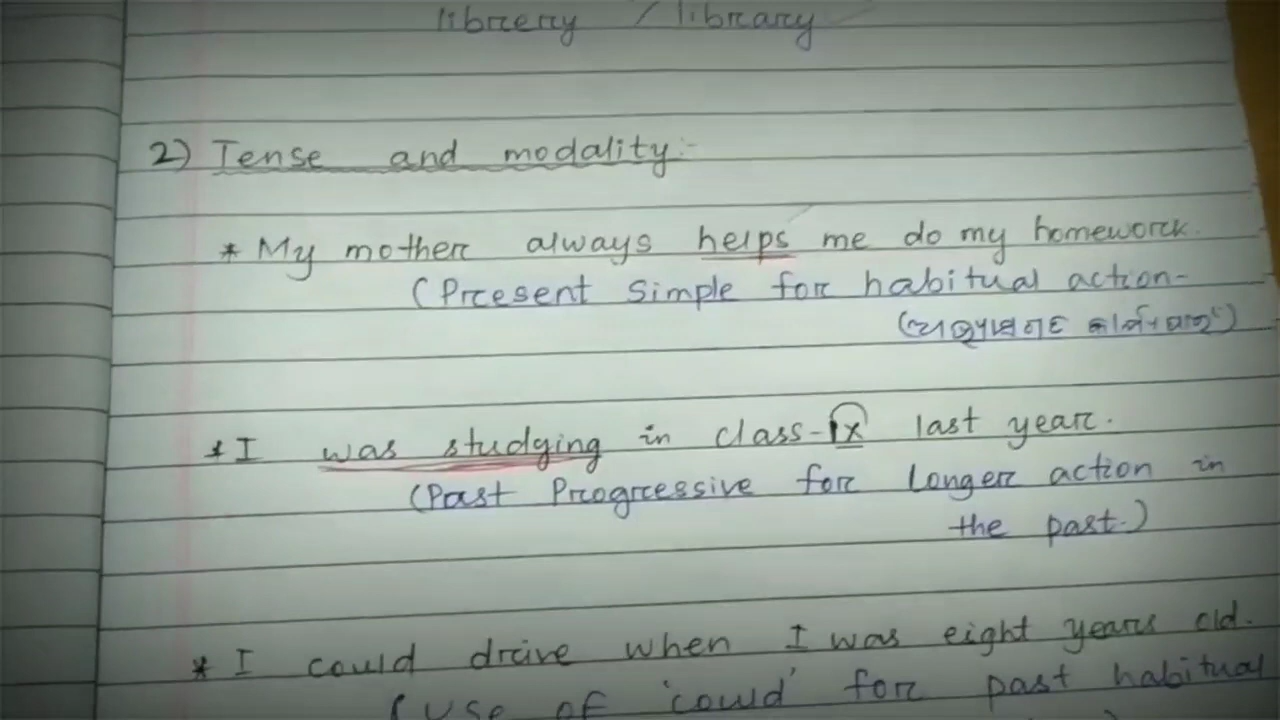 librery / library
2) Tense and modality:-
* My mother always helps me do my homework.
(Present Simple for habitual action-
* I was studying in class-IX last year.
(Past Progressive for longer action in
the past.)
* I could drive when I was eight years old.
(use of 'could' for past habitual